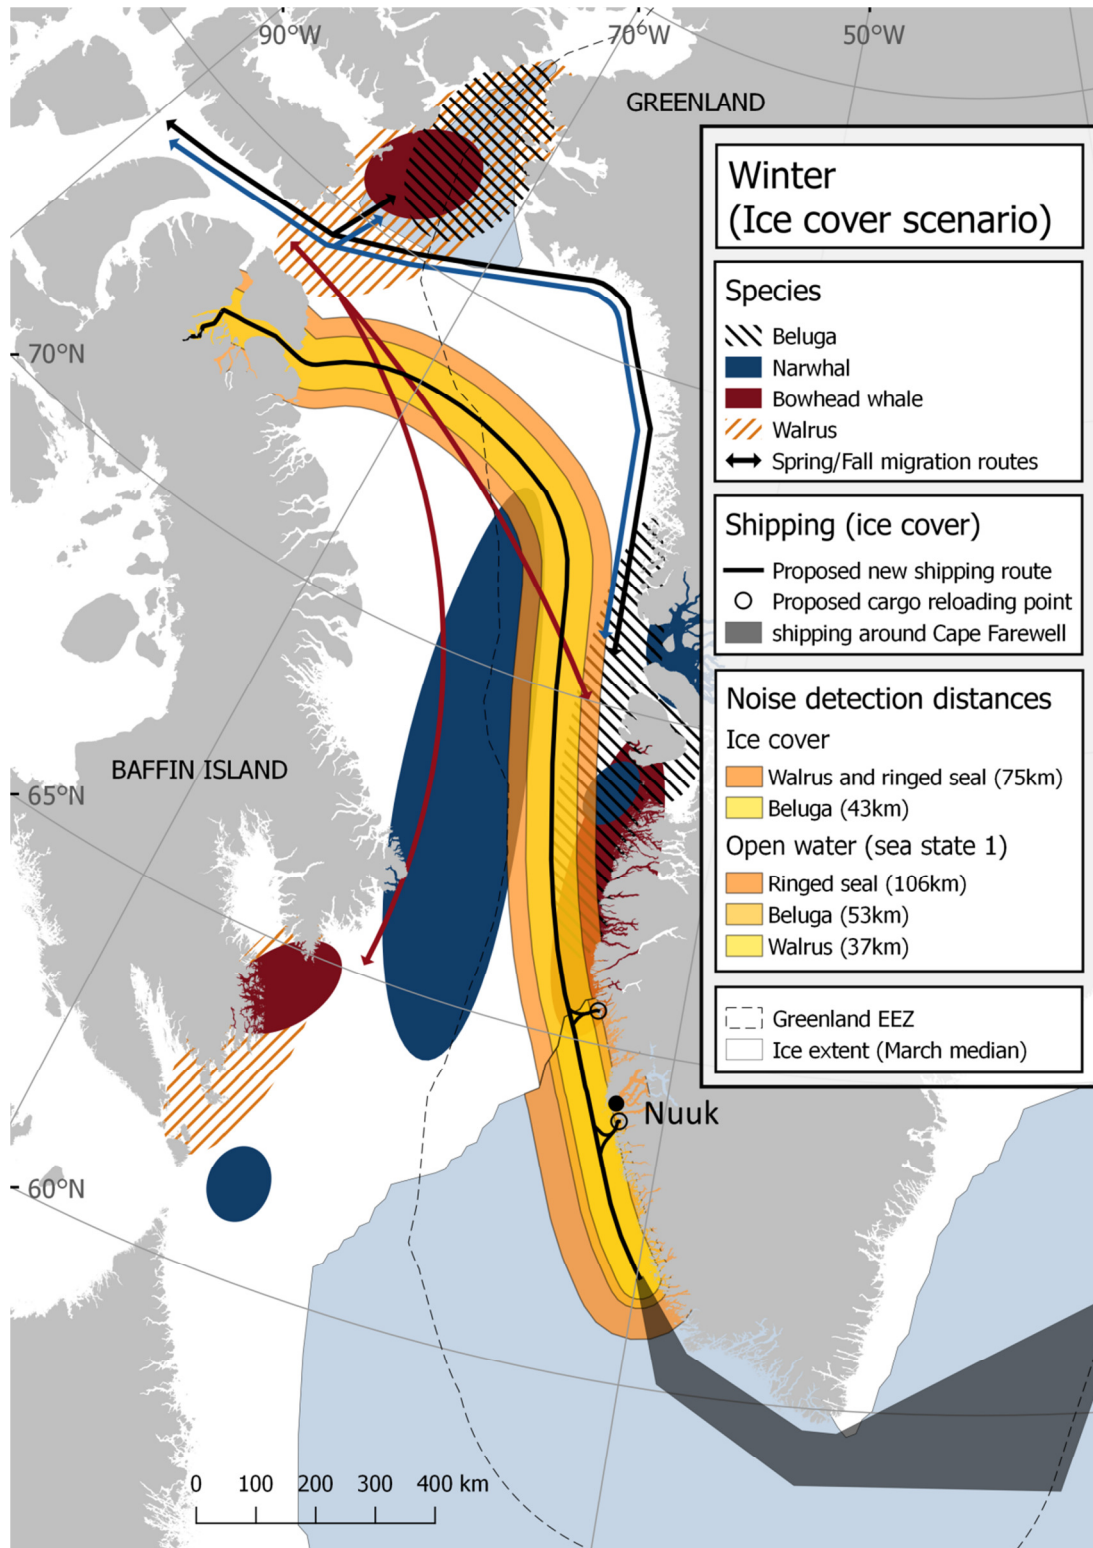 90°W
70°W
50°W
GREENLAND
70°N
65°N
60°N
BAFFIN ISLAND
Nuuk
0 100 200 300 400 km
Winter
(Ice cover scenario)
Species
Beluga
Narwhal
Bowhead whale
Walrus
Spring/Fall migration routes
Shipping (ice cover)
Proposed new shipping route
Proposed cargo reloading point
shipping around Cape Farewell
Noise detection distances
Ice cover
Walrus and ringed seal (75km)
Beluga (43km)
Open water (sea state 1)
Ringed seal (106km)
Beluga (53km)
Walrus (37km)
Greenland EEZ
Ice extent (March median)